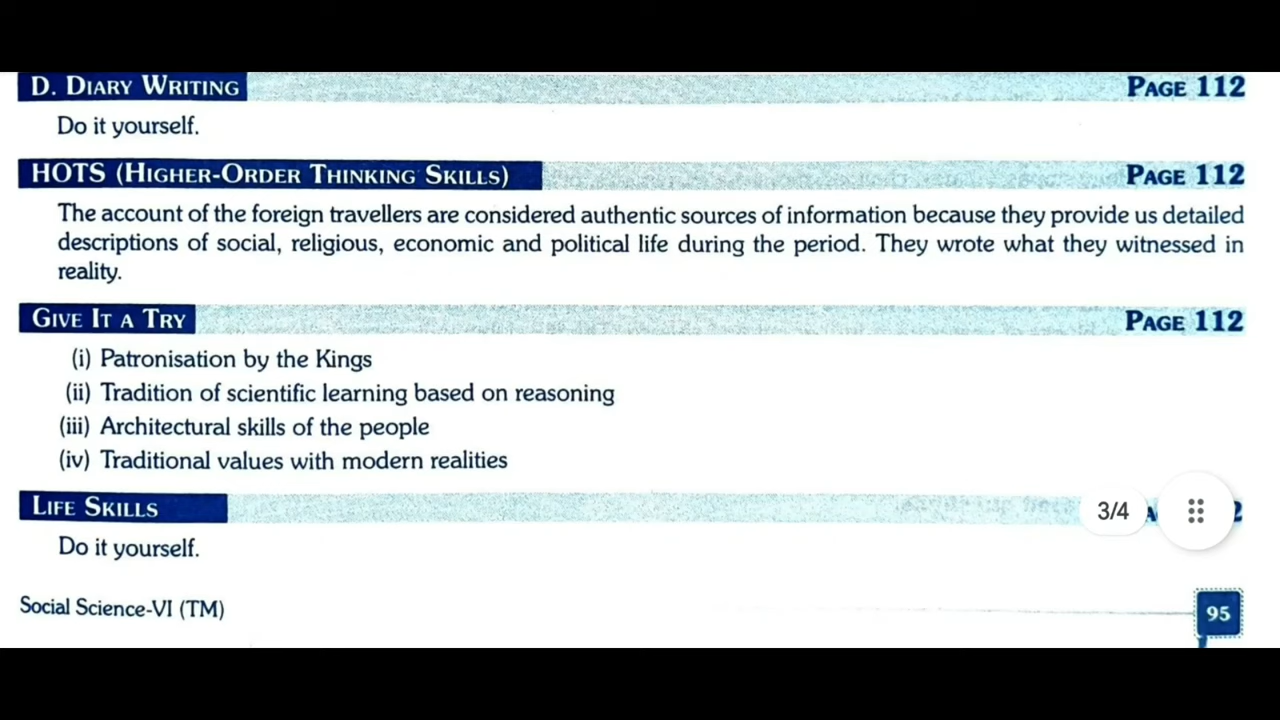 D. DIARY WRITING PAGE 112
Do it yourself.
HOTS (HIGHER-ORDER THINKING SKILLS) PAGE 112
The account of the foreign travellers are considered authentic sources of information because they provide us detailed
descriptions of social, religious, economic and political life during the period. They wrote what they witnessed in
reality.
GIVE IT A TRY PAGE 112
(i) Patronisation by the Kings
(ii) Tradition of scientific learning based on reasoning
(iii) Architectural skills of the people
(iv) Traditional values with modern realities
LIFE SKILLS
3/4
Do it yourself.
Social Science-VI (TM) 95